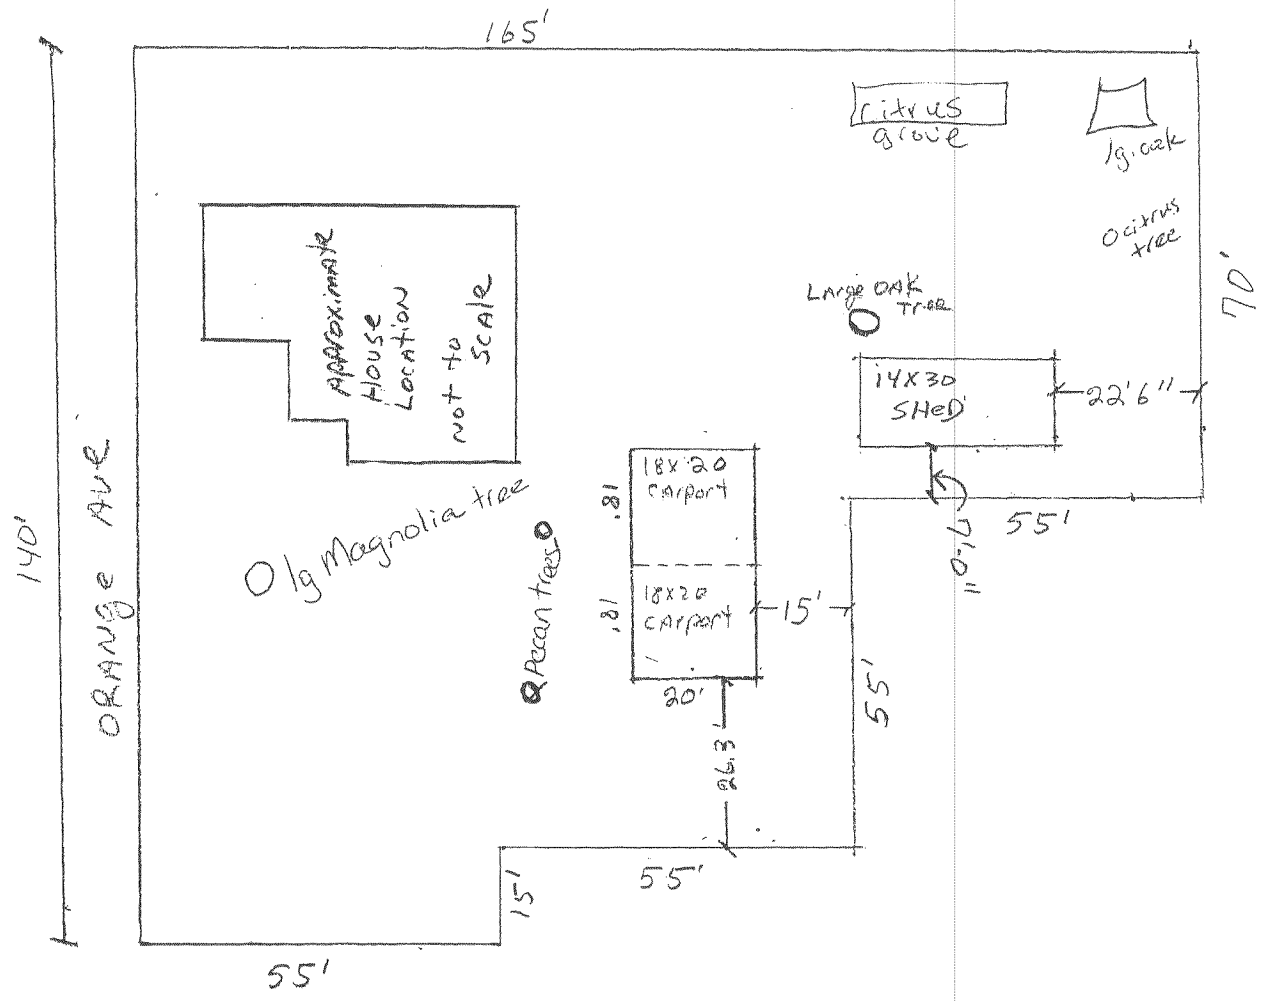 165'
citrus
grove
lg. oak
O citrus
tree
70'
Large OAK
Tree
14X30
SHeD
22'6"
7'-0"
55'
APProximAte
House
LocAtion
Not to
ScAle
O lg Magnolia tree
Pecan trees
18X20
CArport
18'
18X20
CArport
18'
15'
20'
26.3'
55'
55'
15'
55'
ORANge Ave
140'